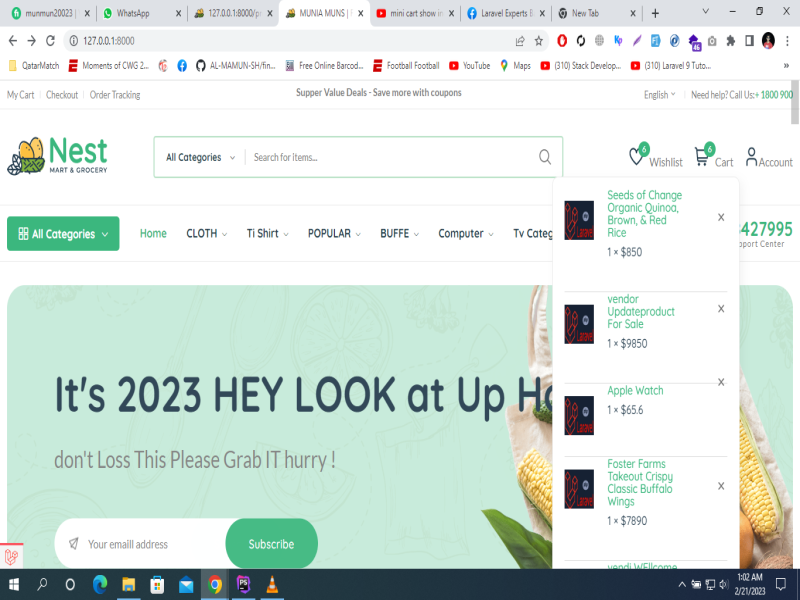 munmun20023 |
WhatsApp
127.0.0.1:8000/pr
MUNIA MUNS | 
mini cart show in
Laravel Experts B
New Tab
127.0.0.1:8000
46
QatarMatch
Moments of CWG 2...
AL-MAMUN-SH/fin...
Free Online Barcod...
Football Football
YouTube
Maps
(310) Stack Develop...
(310) Laravel 9 Tuto...
»
My Cart
Checkout
Order Tracking
Supper Value Deals - Save more with coupons
English
Need help? Call Us:+ 1800 900
Nest
MART & GROCERY
All Categories
Search for items...
6
Wishlist
6
Cart
Account
All Categories
Home
CLOTH
Ti Shirt
POPULAR
BUFFE
Computer
Tv Categ
427995
pport Center
Seeds of Change
Organic Quinoa,
Brown, & Red
Rice
1 × $850
vendor
Updateproduct
For Sale
1 × $9850
Apple Watch
1 × $65.6
Foster Farms
Takeout Crispy
Classic Buffalo
Wings
1 × $7890
vendi WEllcome
It's 2023 HEY LOOK at Up Ho
don't Loss This Please Grab IT hurry !
Your emaill address
Subscribe
1:02 AM
2/21/2023